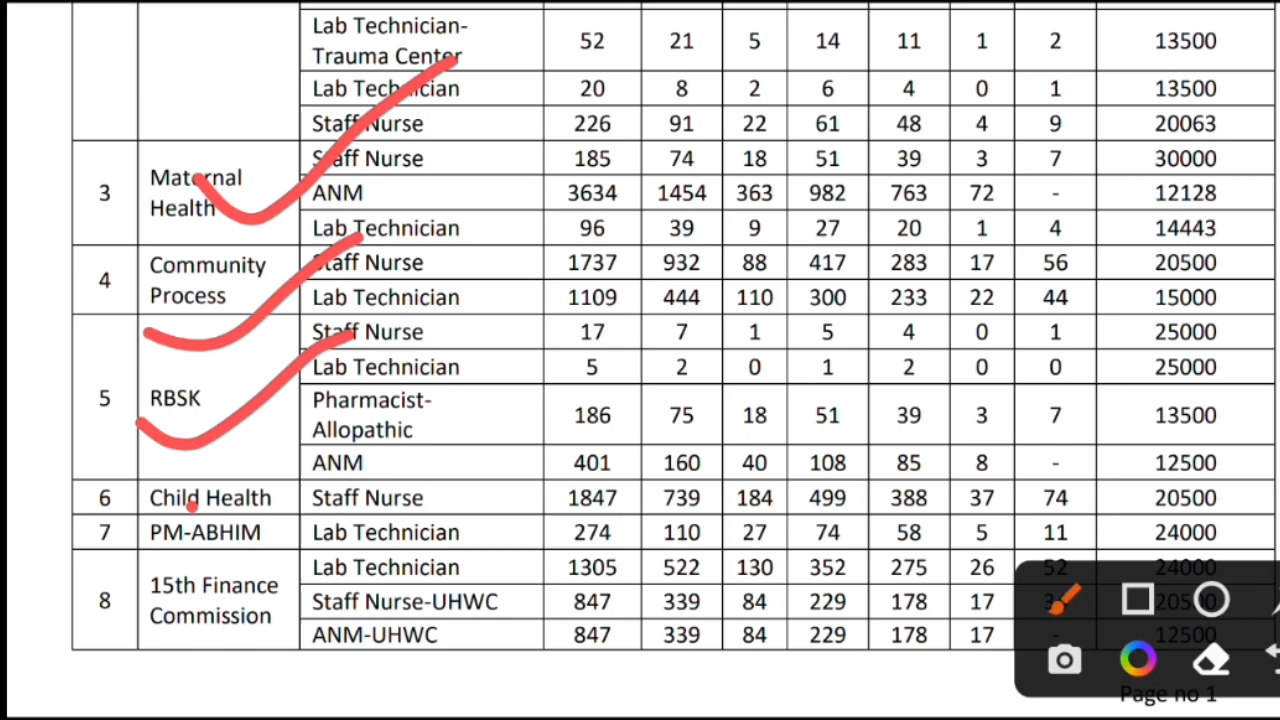 Lab Technician-
Trauma Center 52 21 5 14 11 1 2 13500
Lab Technician 20 8 2 6 4 0 1 13500
Staff Nurse 226 91 22 61 48 4 9 20063
3 Maternal Health Staff Nurse 185 74 18 51 39 3 7 30000
ANM 3634 1454 363 982 763 72 - 12128
Lab Technician 96 39 9 27 20 1 4 14443
4 Community Process Staff Nurse 1737 932 88 417 283 17 56 20500
Lab Technician 1109 444 110 300 233 22 44 15000
5 RBSK Staff Nurse 17 7 1 5 4 0 1 25000
Lab Technician 5 2 0 1 2 0 0 25000
Pharmacist-
Allopathic 186 75 18 51 39 3 7 13500
ANM 401 160 40 108 85 8 - 12500
6 Child Health Staff Nurse 1847 739 184 499 388 37 74 20500
7 PM-ABHIM Lab Technician 274 110 27 74 58 5 11 24000
8 15th Finance Commission Lab Technician 1305 522 130 352 275 26 52 24000
Staff Nurse-UHWC 847 339 84 229 178 17 20500
ANM-UHWC 847 339 84 229 178 17 - 12500
Page no 1